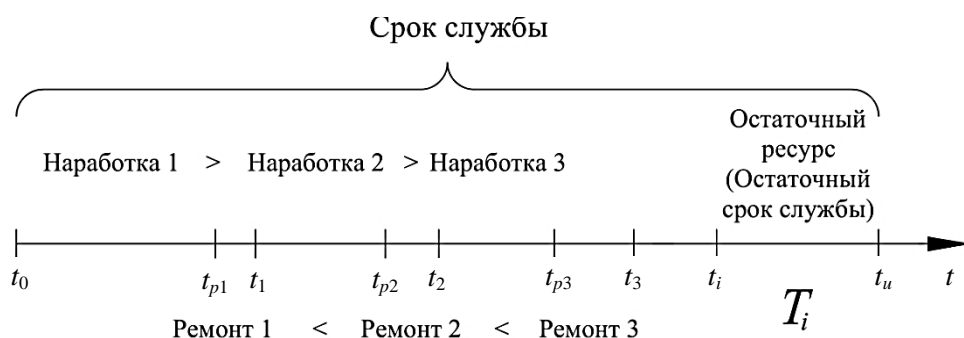 Срок службы
Остаточный
ресурс
(Остаточный
срок службы)
Наработка 1 > Наработка 2 > Наработка 3
t0 tp1 t1 tp2 t2 tp3 t3 ti tu t
Ti
Ремонт 1 < Ремонт 2 < Ремонт 3